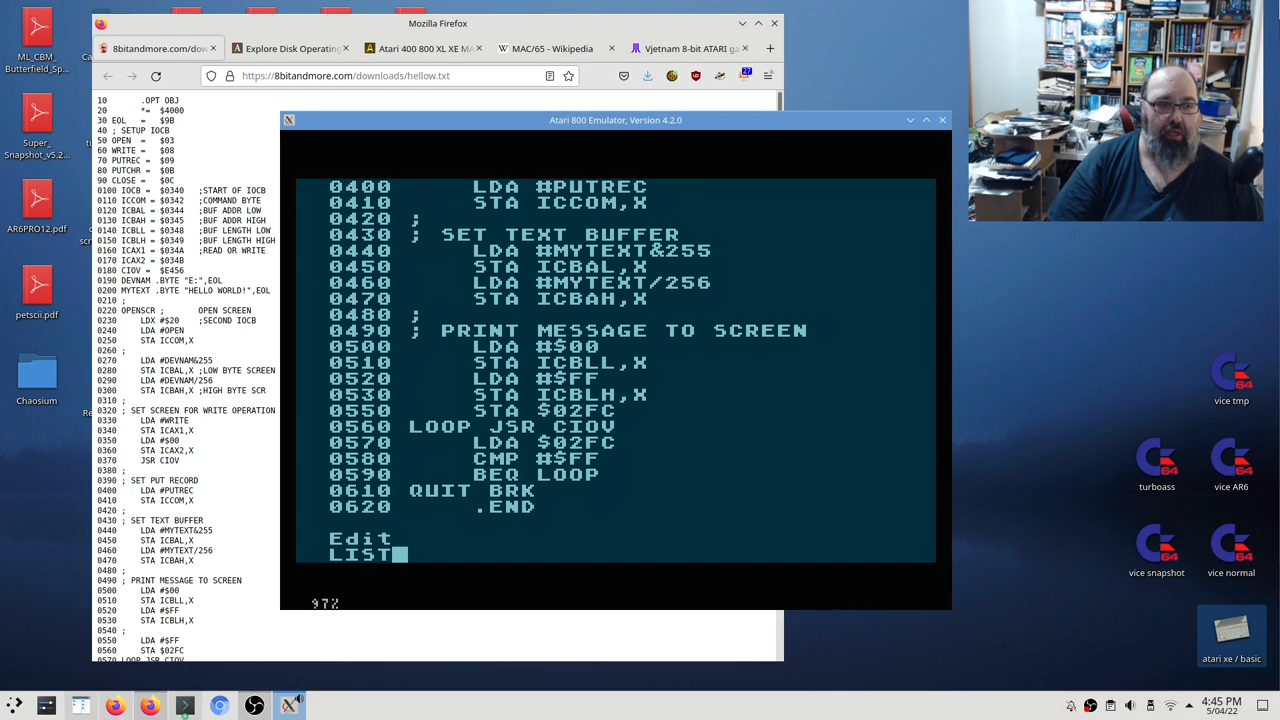 Mozilla Firefox
8bitandmore.com/dow
Explore Disk Operating
Atari 400 800 XL XE MA
MAC/65 - Wikipedia
Vjetnam 8-bit ATARI ga
https://8bitandmore.com/downloads/hellow.txt
27
10 .OPT OBJ
20 *= $4000
30 EOL = $9B
40 ; SETUP IOCB
50 OPEN = $03
60 WRITE = $08
70 PUTREC = $09
80 PUTCHR = $0B
90 CLOSE = $0C
0100 IOCB = $0340 ;START OF IOCB
0110 ICCOM = $0342 ;COMMAND BYTE
0120 ICBAL = $0344 ;BUF ADDR LOW
0130 ICBAH = $0345 ;BUF ADDR HIGH
0140 ICBLL = $0348 ;BUF LENGTH LOW
0150 ICBLH = $0349 ;BUF LENGTH HIGH
0160 ICAX1 = $034A ;READ OR WRITE
0170 ICAX2 = $034B
0180 CIOV = $E456
0190 DEVNAM .BYTE "E:",EOL
0200 MYTEXT .BYTE "HELLO WORLD!",EOL
0210 ;
0220 OPENSCR ; OPEN SCREEN
0230 LDX #$20 ;SECOND IOCB
0240 LDA #OPEN
0250 STA ICCOM,X
0260 ;
0270 LDA #DEVNAM&255
0280 STA ICBAL,X ;LOW BYTE SCREEN
0290 LDA #DEVNAM/256
0300 STA ICBAH,X ;HIGH BYTE SCR
0310 ;
0320 ; SET SCREEN FOR WRITE OPERATION
0330 LDA #WRITE
0340 STA ICAX1,X
0350 LDA #$00
0360 STA ICAX2,X
0370 JSR CIOV
0380 ;
0390 ; SET PUT RECORD
0400 LDA #PUTREC
0410 STA ICCOM,X
0420 ;
0430 ; SET TEXT BUFFER
0440 LDA #MYTEXT&255
0450 STA ICBAL,X
0460 LDA #MYTEXT/256
0470 STA ICBAH,X
0480 ;
0490 ; PRINT MESSAGE TO SCREEN
0500 LDA #$00
0510 STA ICBLL,X
0520 LDA #$FF
0530 STA ICBLH,X
0540 ;
0550 LDA #$FF
0560 STA $02FC
0570 LOOP JSR CIOV
Atari 800 Emulator, Version 4.2.0
0400 LDA #PUTREC
0410 STA ICCOM,X
0420 ;
0430 ; SET TEXT BUFFER
0440 LDA #MYTEXT&255
0450 STA ICBAL,X
0460 LDA #MYTEXT/256
0470 STA ICBAH,X
0480 ;
0490 ; PRINT MESSAGE TO SCREEN
0500 LDA #$00
0510 STA ICBLL,X
0520 LDA #$FF
0530 STA ICBLH,X
0550 STA $02FC
0560 LOOP JSR CIOV
0570 LDA $02FC
0580 CMP #$FF
0590 BEQ LOOP
0610 QUIT BRK
0620 .END
Edit
LIST
97%
ML_CBM_
Butterfield_Sp...
Super_
Snapshot_v5.2...
AR6PRO12.pdf
petscii.pdf
Chaosium
vice tmp
turboass
vice AR6
vice snapshot
vice normal
atari xe / basic
4:45 PM
5/04/22